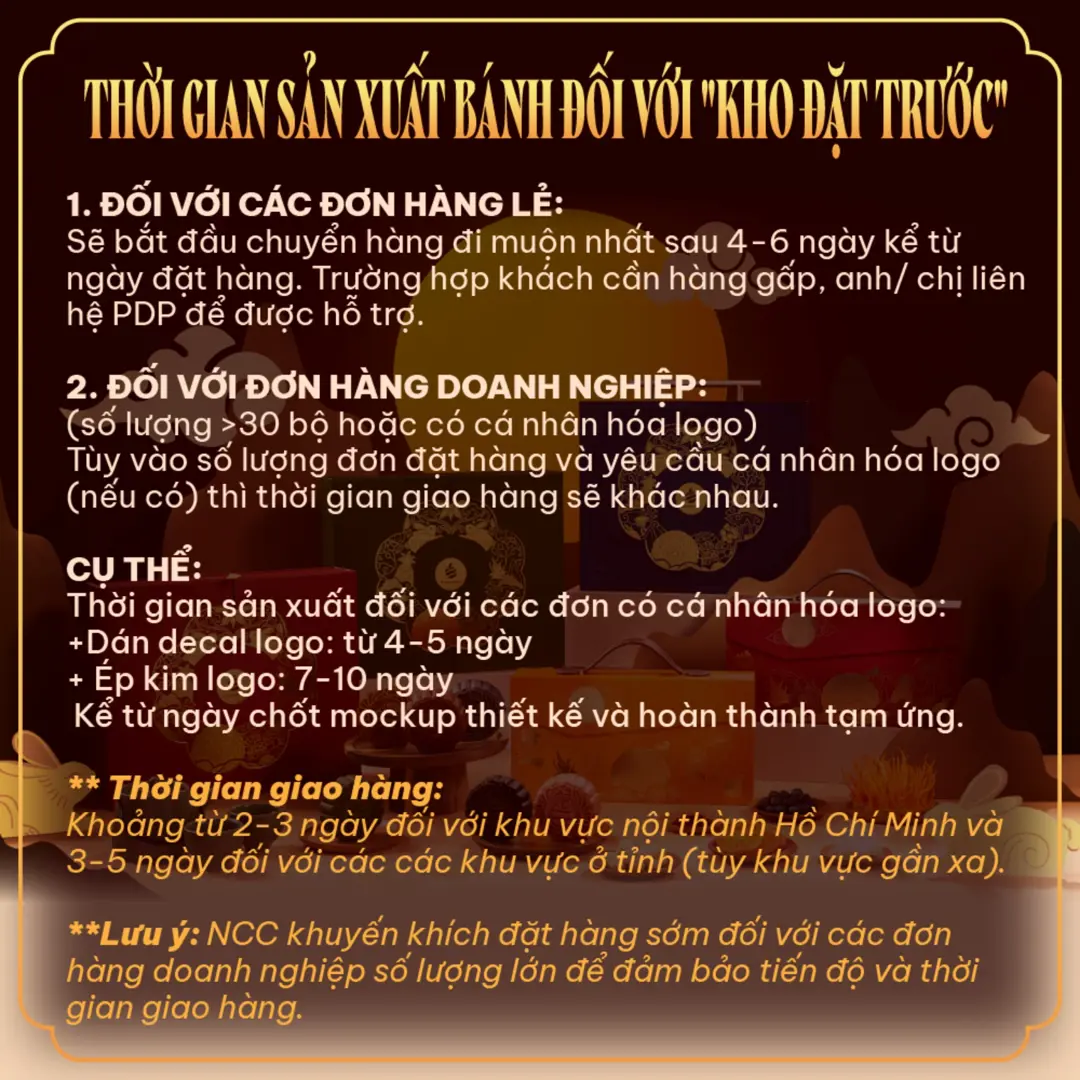 THỜI GIAN SẢN XUẤT BÁNH ĐỐI VỚI "KHO ĐẶT TRƯỚC"
1. ĐỐI VỚI CÁC ĐƠN HÀNG LẺ:
Sẽ bắt đầu chuyển hàng đi muộn nhất sau 4-6 ngày kể từ
ngày đặt hàng. Trường hợp khách cần hàng gấp, anh/ chị liên
hệ PDP để được hỗ trợ.
2. ĐỐI VỚI ĐƠN HÀNG DOANH NGHIỆP:
(số lượng >30 bộ hoặc có cá nhân hóa logo)
Tùy vào số lượng đơn đặt hàng và yêu cầu cá nhân hóa logo
(nếu có) thì thời gian giao hàng sẽ khác nhau.
CỤ THỂ:
Thời gian sản xuất đối với các đơn có cá nhân hóa logo:
+Dán decal logo: từ 4-5 ngày
+ Ép kim logo: 7-10 ngày
Kể từ ngày chốt mockup thiết kế và hoàn thành tạm ứng.
** Thời gian giao hàng:
Khoảng từ 2-3 ngày đối với khu vực nội thành Hồ Chí Minh và
3-5 ngày đối với các các khu vực ở tỉnh (tùy khu vực gần xa).
**Lưu ý: NCC khuyến khích đặt hàng sớm đối với các đơn
hàng doanh nghiệp số lượng lớn để đảm bảo tiến độ và thời
gian giao hàng.